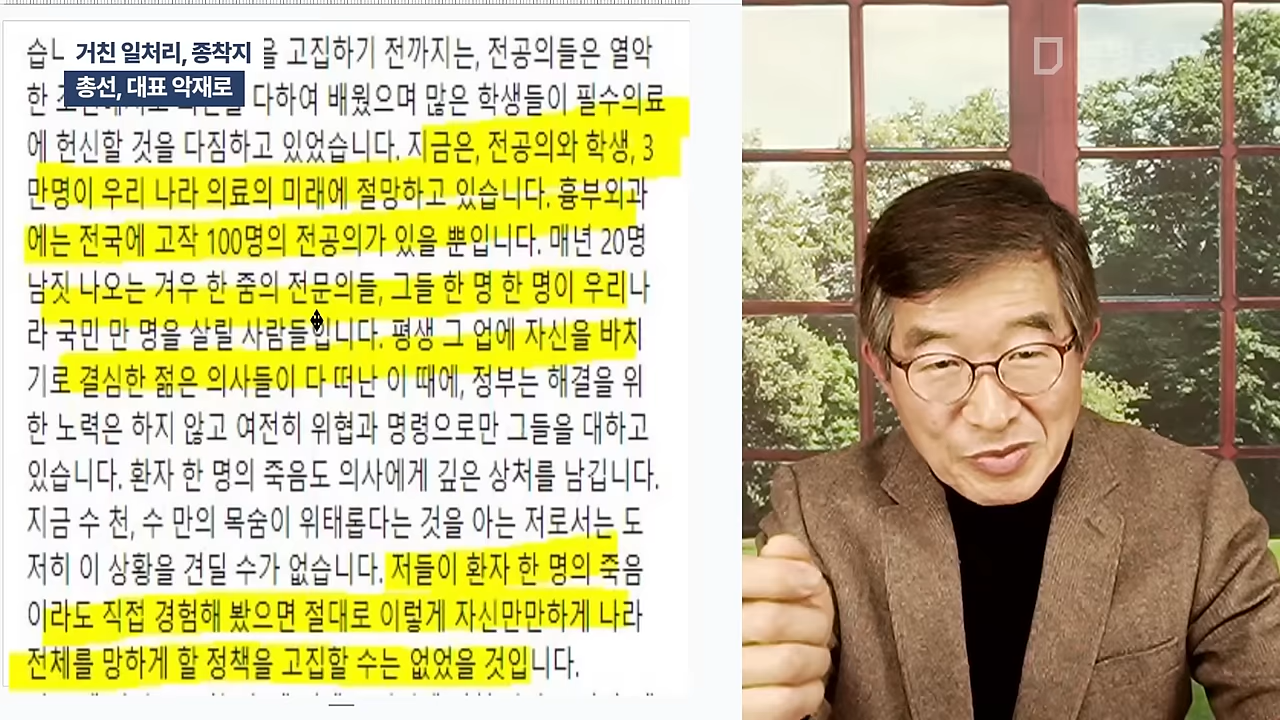 거친 일처리, 종착지
총선, 대표 악재로
습 을 고집하기 전까지는, 전공의들은 열악
한 다하여 배웠으며 많은 학생들이 필수의료
에 헌신할 것을 다짐하고 있었습니다. 지금은, 전공의와 학생, 3
만명이 우리 나라 의료의 미래에 절망하고 있습니다. 흉부외과
에는 전국에 고작 100명의 전공의가 있을 뿐입니다. 매년 20명
남짓 나오는 겨우 한 줌의 전문의들, 그들 한 명 한 명이 우리나
라 국민 만 명을 살릴 사람들입니다. 평생 그 업에 자신을 바치
기로 결심한 젊은 의사들이 다 떠난 이 때에, 정부는 해결을 위
한 노력은 하지 않고 여전히 위협과 명령으로만 그들을 대하고
있습니다. 환자 한 명의 죽음도 의사에게 깊은 상처를 남깁니다.
지금 수 천, 수 만의 목숨이 위태롭다는 것을 아는 저로서는 도
저히 이 상황을 견딜 수가 없습니다. 저들이 환자 한 명의 죽음
이라도 직접 경험해 봤으면 절대로 이렇게 자신만만하게 나라
전체를 망하게 할 정책을 고집할 수는 없었을 것입니다.